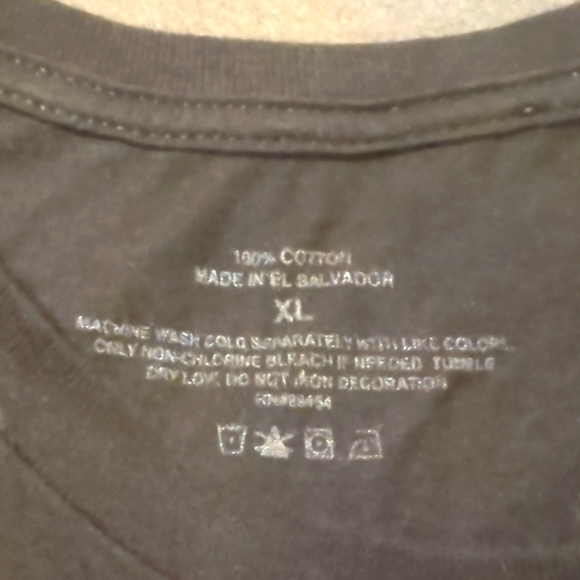 100% COTTON
MADE IN EL SALVADOR
XL
MACHINE WASH COLD SEPARATELY WITH LIKE COLORS.
ONLY NON-CHLORINE BLEACH IF NEEDED TUMBLE
DRY LOW DO NOT IRON DECORATION